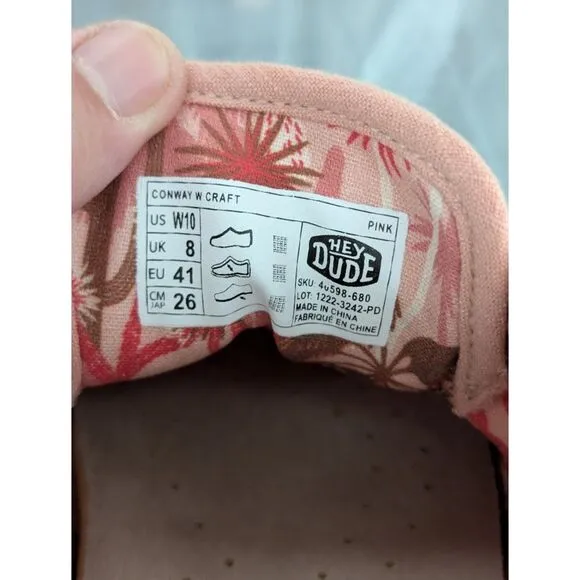 CONWAY W CRAFT
PINK
US W10
UK 8
EU 41
CM JAP 26
HEY DUDE
SKU: 40598-680
LOT: 1222-3242-PD
MADE IN CHINA
FABRIQUÉ EN CHINE